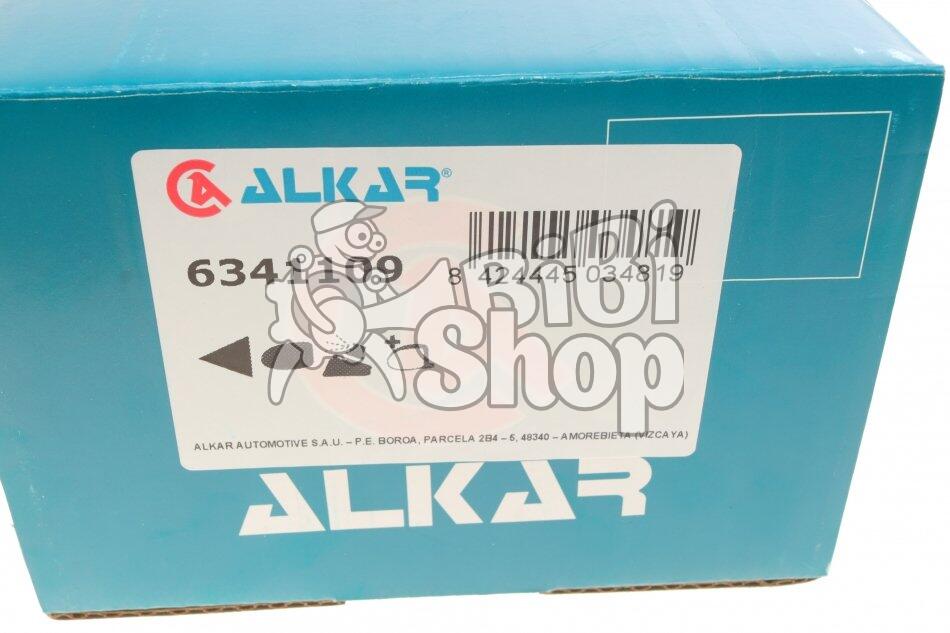 ALKAR®
6341109
8 424445 034819
BiBi
Shop
ALKAR AUTOMOTIVE S.A.U. – P.E. BOROA, PARCELA 2B4 – 5, 48340 – AMOREBIETA (VIZCAYA)
ALKAR